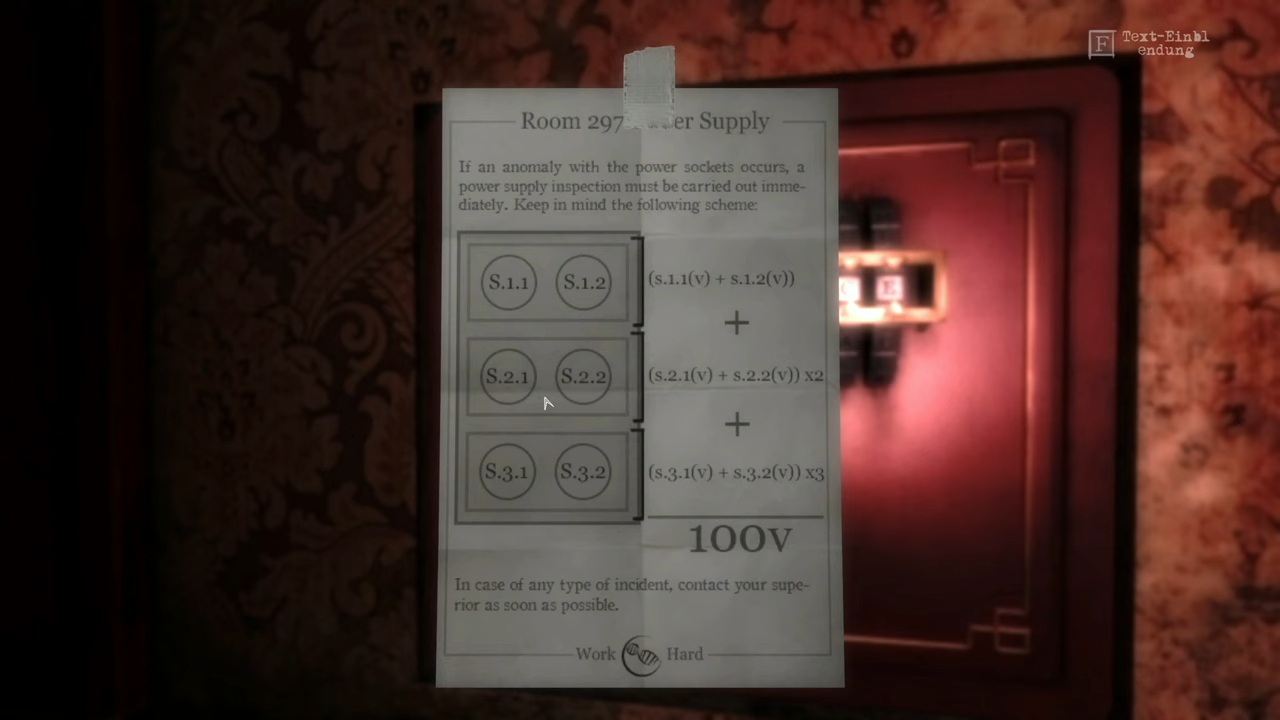 F
Text-Einbl
endung
Room 297 Supply
If an anomaly with the power sockets occurs, a
power supply inspection must be carried out imme-
diately. Keep in mind the following scheme:
S.1.1 S.1.2 (s.1.1(v) + s.1.2(v))
+
S.2.1 S.2.2 (s.2.1(v) + s.2.2(v)) x2
+
S.3.1 S.3.2 (s.3.1(v) + s.3.2(v)) x3
100v
In case of any type of incident, contact your supe-
rior as soon as possible.
Work Hard